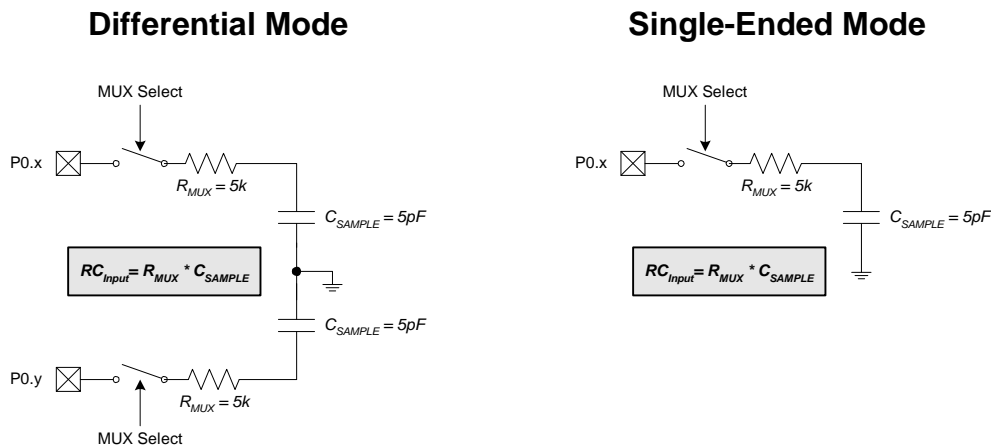 Differential Mode
MUX Select
P0.x
R_MUX = 5k
C_SAMPLE = 5pF
RC_Input= R_MUX * C_SAMPLE
C_SAMPLE = 5pF
P0.y
R_MUX = 5k
MUX Select
Single-Ended Mode
MUX Select
P0.x
R_MUX = 5k
C_SAMPLE = 5pF
RC_Input= R_MUX * C_SAMPLE